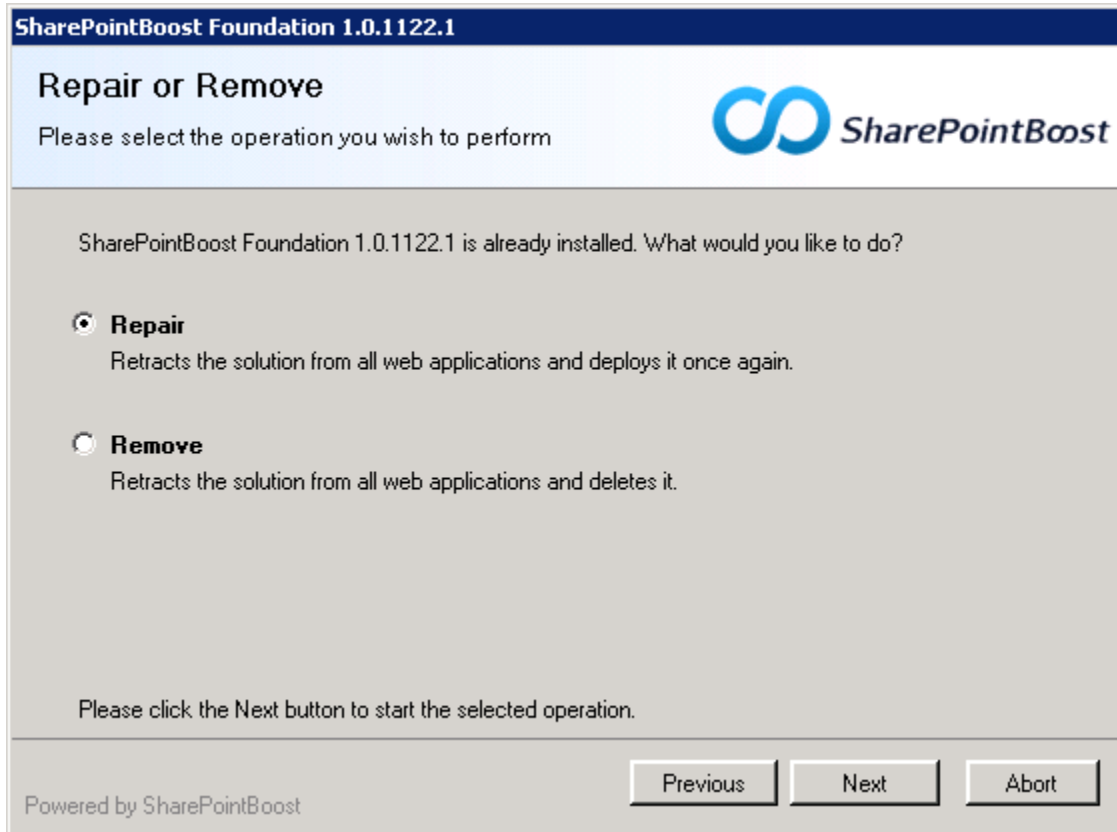 SharePointBoost Foundation 1.0.1122.1
Repair or Remove
Please select the operation you wish to perform
SharePointBoost
SharePointBoost Foundation 1.0.1122.1 is already installed. What would you like to do?
Repair
Retracts the solution from all web applications and deploys it once again.
Remove
Retracts the solution from all web applications and deletes it.
Please click the Next button to start the selected operation.
Powered by SharePointBoost
Previous
Next
Abort